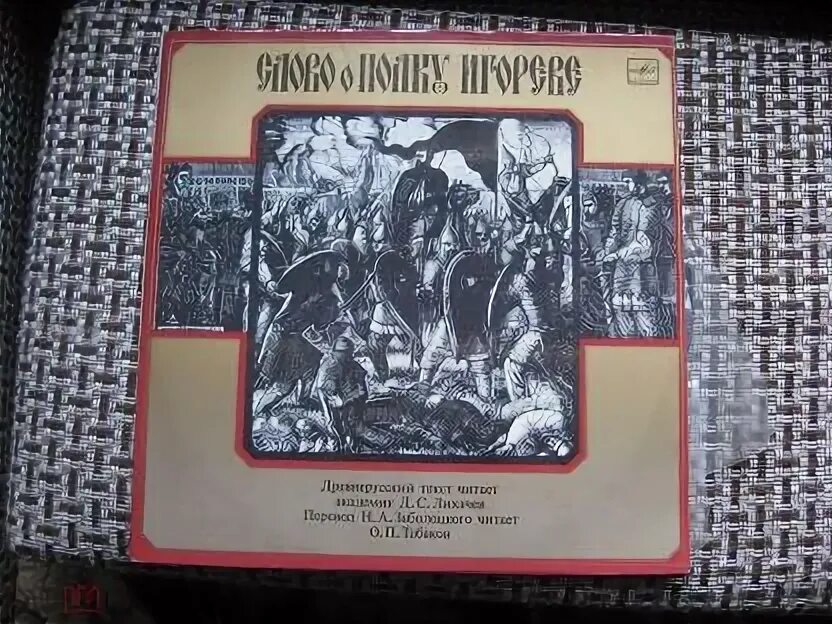 СЛОВО о ПОЛКУ ИГОРЕВЕ
Древнерусский текст читает
академик Д. С. Лихачев
Перевод Н. А. Заболоцкого читает
О. П. Табаков